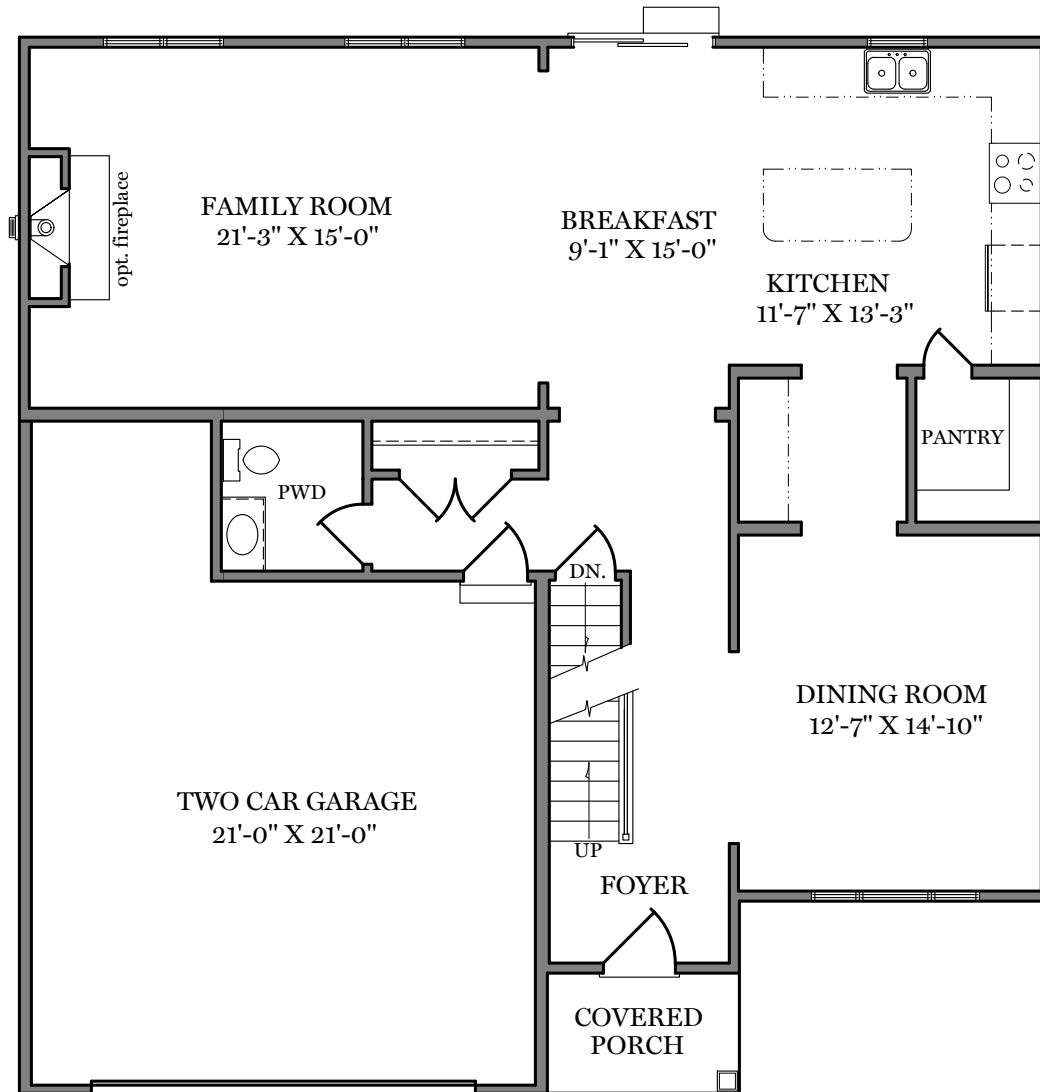 FAMILY ROOM
21'-3" X 15'-0"
opt. fireplace
BREAKFAST
9'-1" X 15'-0"
KITCHEN
11'-7" X 13'-3"
PANTRY
PWD
DN.
DINING ROOM
12'-7" X 14'-10"
TWO CAR GARAGE
21'-0" X 21'-0"
UP
FOYER
COVERED
PORCH